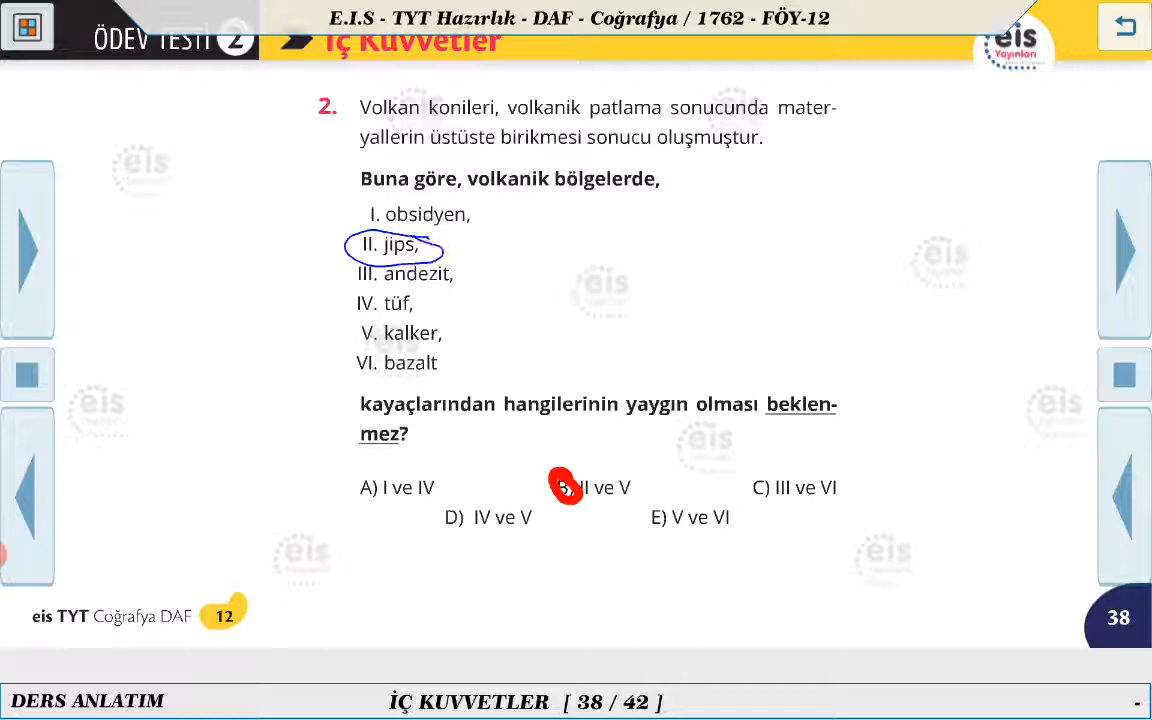 E.I.S - TYT Hazırlık - DAF - Coğrafya / 1762 - FÖY-12
ÖDEV TESTİ 2
İç Kuvvetler
eis
Yayınları
2. Volkan konileri, volkanik patlama sonucunda mater-
yallerin üstüste birikmesi sonucu oluşmuştur.
Buna göre, volkanik bölgelerde,
I. obsidyen,
II. jips,
III. andezit,
IV. tüf,
V. kalker,
VI. bazalt
kayaçlarından hangilerinin yaygın olması beklen-
mez?
A) I ve IV B) II ve V C) III ve VI
D) IV ve V E) V ve VI
eis TYT Coğrafya DAF 12
38
DERS ANLATIM İÇ KUVVETLER [ 38 / 42 ] -